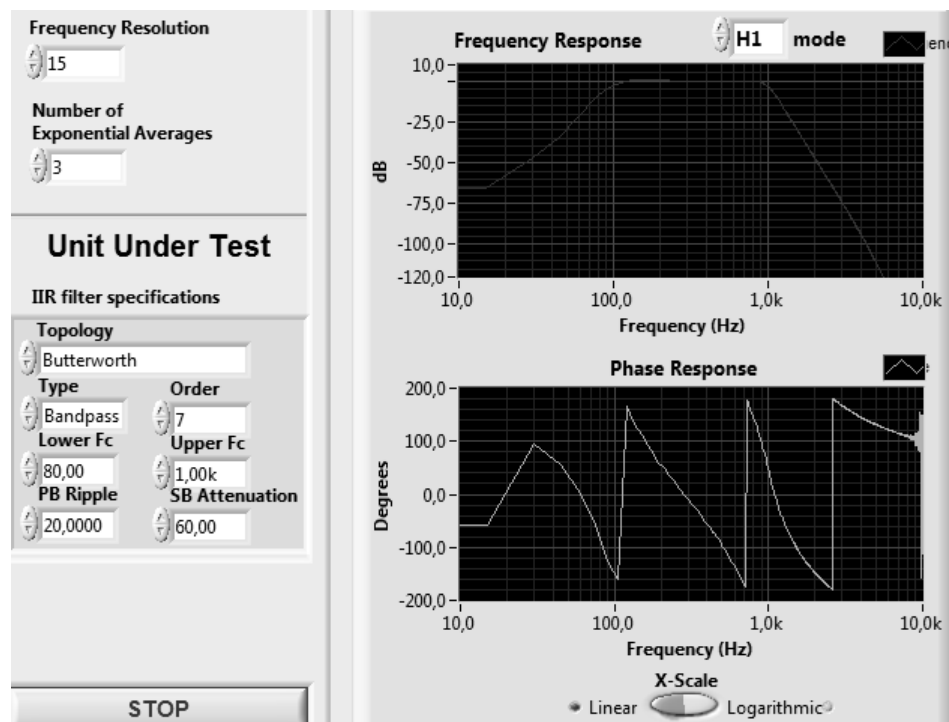 Frequency Resolution
15
Number of
Exponential Averages
3
Unit Under Test
IIR filter specifications
Topology
Butterworth
Type Order
Bandpass 7
Lower Fc Upper Fc
80,00 1,00k
PB Ripple SB Attenuation
20,0000 60,00
STOP
Frequency Response H1 mode
10,0
-25,0
-50,0
-75,0
-100,0
-120,0
dB
10,0 100,0 1,0k 10,0k
Frequency (Hz)
Phase Response
200,0
100,0
0,0
-100,0
-200,0
Degrees
10,0 100,0 1,0k 10,0k
Frequency (Hz)
X-Scale
Linear Logarithmic